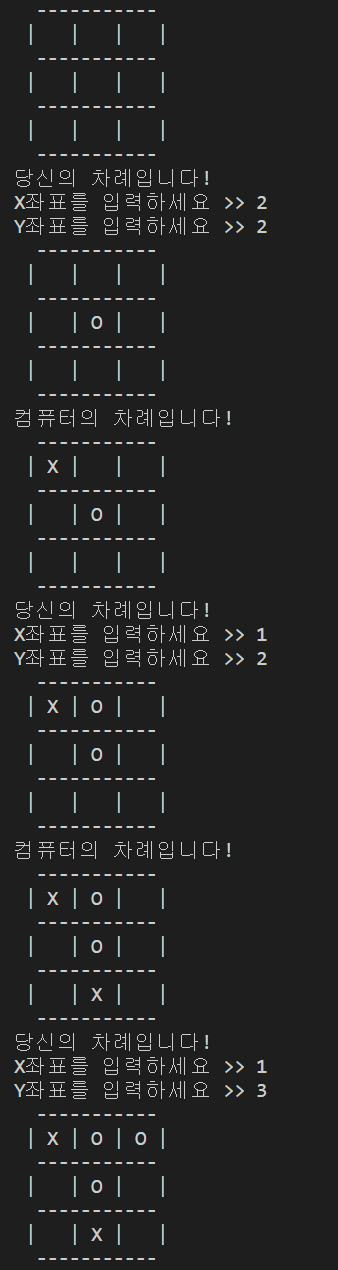 -----------
|   |   |   |
-----------
|   |   |   |
-----------
|   |   |   |
-----------
당신의 차례입니다!
X좌표를 입력하세요 >> 2
Y좌표를 입력하세요 >> 2
-----------
|   |   |   |
-----------
|   | O |   |
-----------
|   |   |   |
-----------
컴퓨터의 차례입니다!
-----------
| X |   |   |
-----------
|   | O |   |
-----------
|   |   |   |
-----------
당신의 차례입니다!
X좌표를 입력하세요 >> 1
Y좌표를 입력하세요 >> 2
-----------
| X | O |   |
-----------
|   | O |   |
-----------
|   |   |   |
-----------
컴퓨터의 차례입니다!
-----------
| X | O |   |
-----------
|   | O |   |
-----------
|   | X |   |
-----------
당신의 차례입니다!
X좌표를 입력하세요 >> 1
Y좌표를 입력하세요 >> 3
-----------
| X | O | O |
-----------
|   | O |   |
-----------
|   | X |   |
-----------